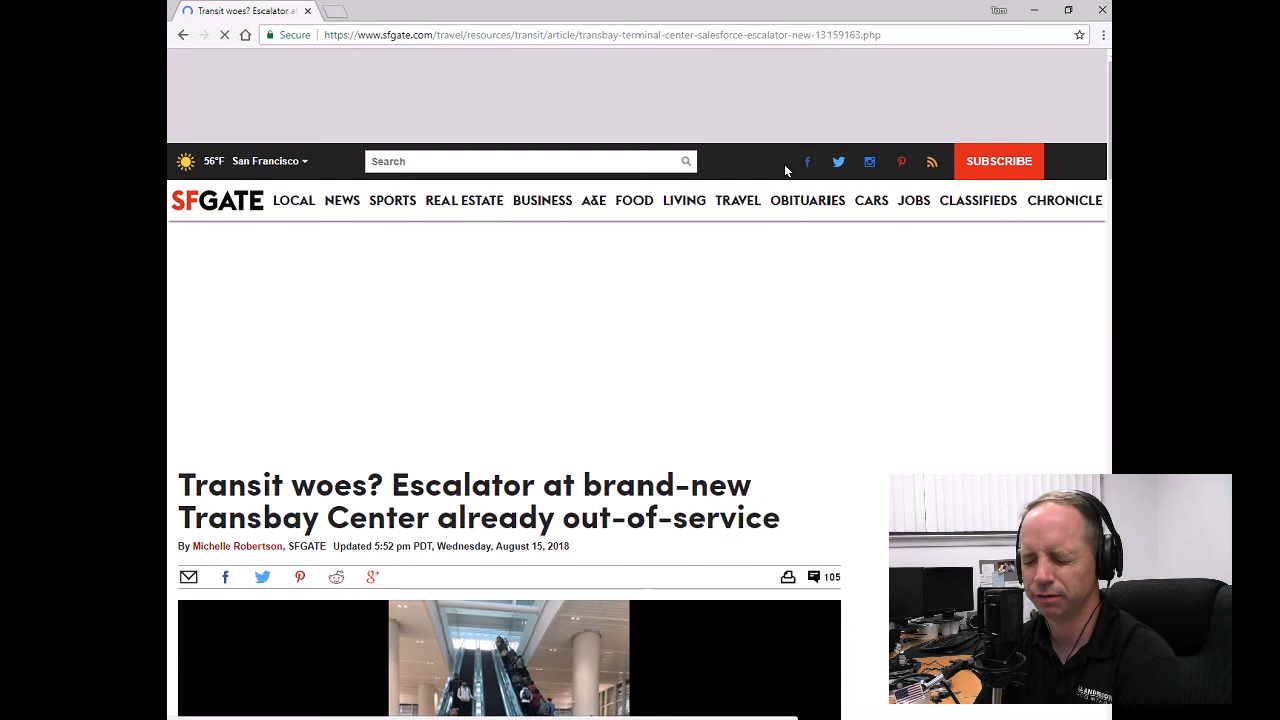 Transit woes? Escalator at
Tom
Secure
https://www.sfgate.com/travel/resources/transit/article/transbay-terminal-center-salesforce-escalator-new-13159163.php
56°F San Francisco
Search
SUBSCRIBE
SFGATE LOCAL NEWS SPORTS REAL ESTATE BUSINESS A&E FOOD LIVING TRAVEL OBITUARIES CARS JOBS CLASSIFIEDS CHRONICLE
Transit woes? Escalator at brand-new
Transbay Center already out-of-service
By Michelle Robertson, SFGATE Updated 5:52 pm PDT, Wednesday, August 15, 2018
105